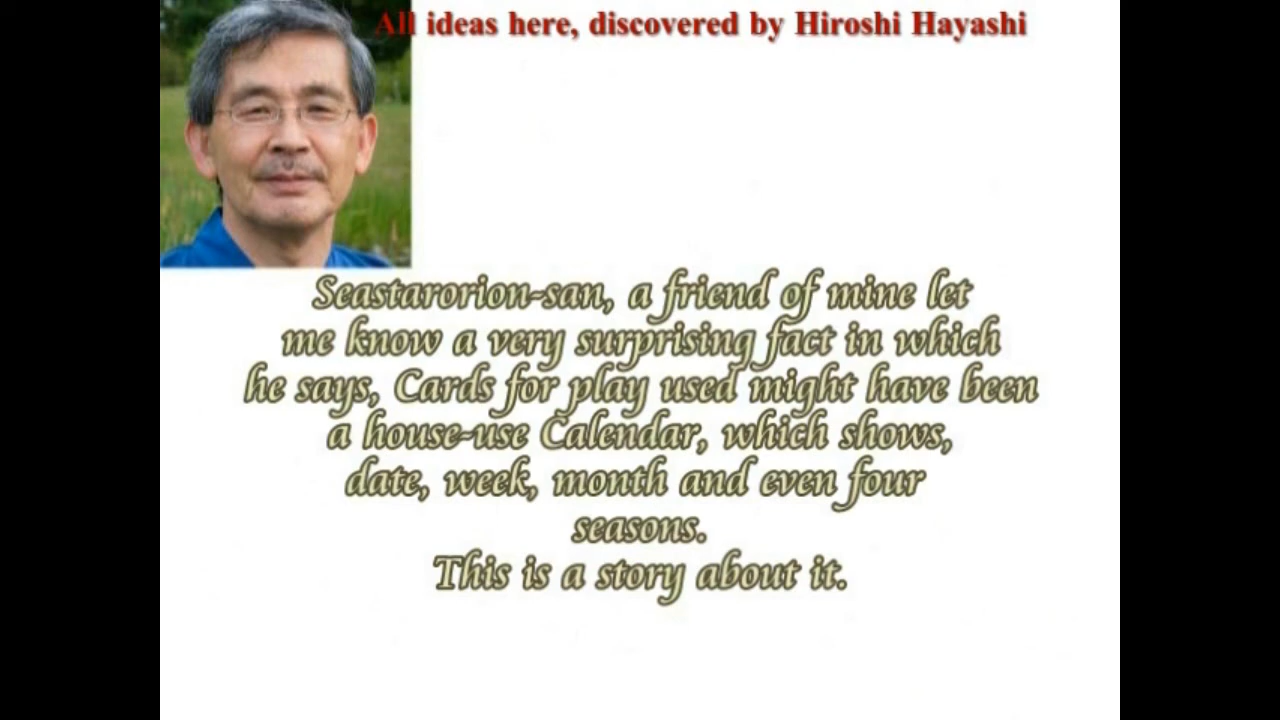 All ideas here, discovered by Hiroshi Hayashi
Seastarorion-san, a friend of mine let
me know a very surprising fact in which
he says, Cards for play used might have been
a house-use Calendar, which shows,
date, week, month and even four
seasons.
This is a story about it.